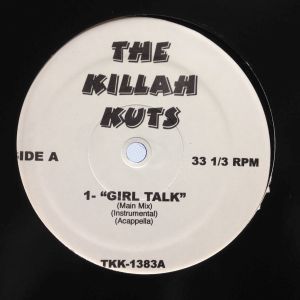 THE
KILLAH
KUTS
SIDE A
33 1/3 RPM
1- "GIRL TALK"
(Main Mix)
(Instrumental)
(Acappella)
TKK-1383A